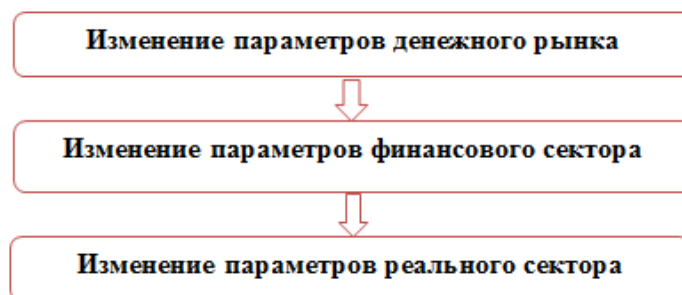 Изменение параметров денежного рынка
Изменение параметров финансового сектора
Изменение параметров реального сектора